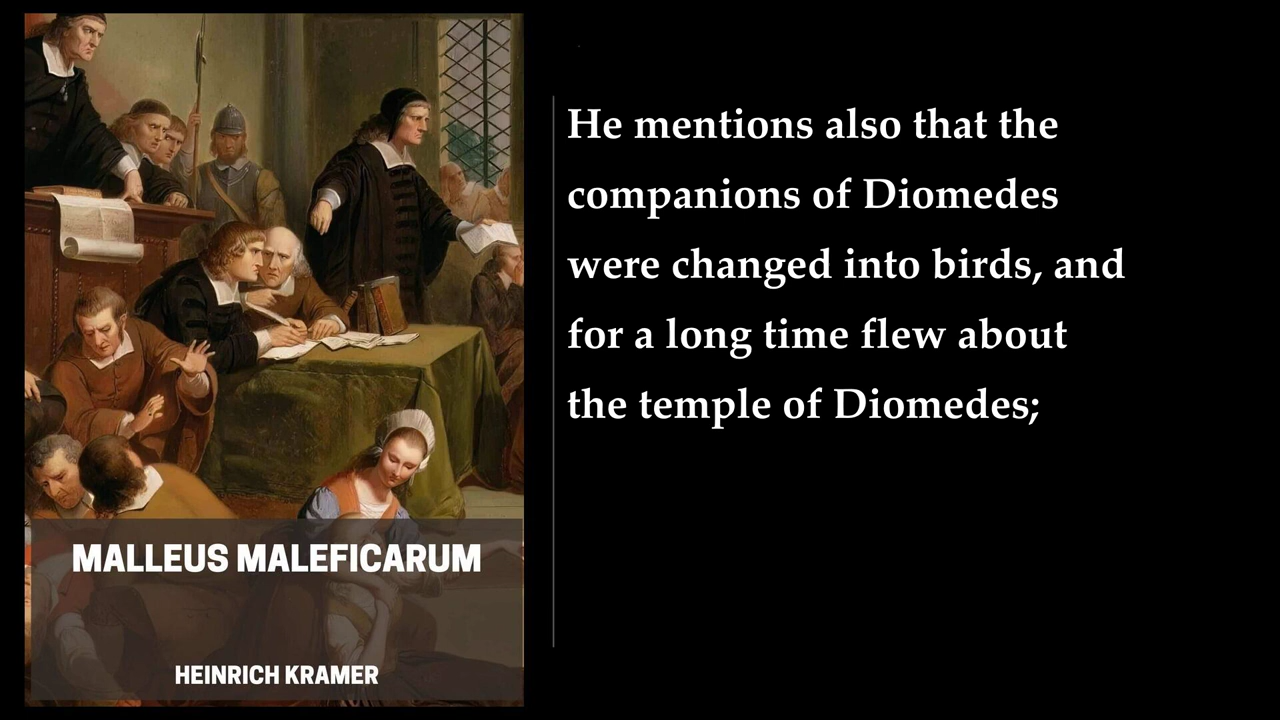 MALLEUS MALEFICARUM
HEINRICH KRAMER
He mentions also that the
companions of Diomedes
were changed into birds, and
for a long time flew about
the temple of Diomedes;